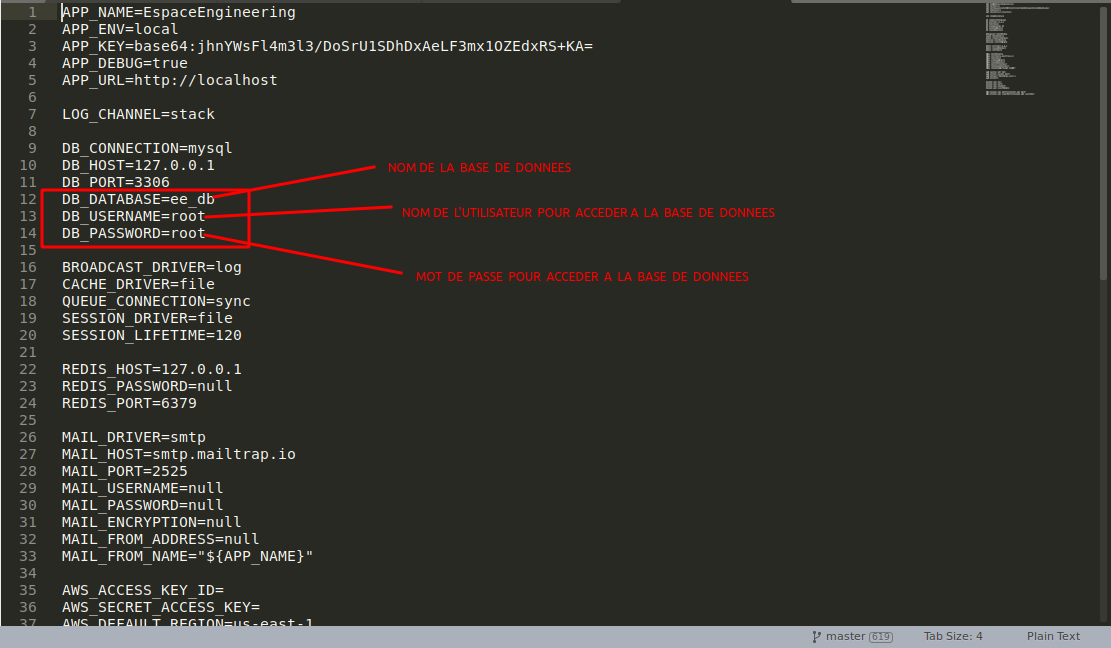 1 APP_NAME=EspaceEngineering
2 APP_ENV=local
3 APP_KEY=base64:jhnYWsFl4m3l3/DoSrU1SDhDxAeLF3mx1OZEdxRS+KA=
4 APP_DEBUG=true
5 APP_URL=http://localhost
6
7 LOG_CHANNEL=stack
8
9 DB_CONNECTION=mysql
10 DB_HOST=127.0.0.1
NOM DE LA BASE DE DONNEES
11 DB_PORT=3306
12 DB_DATABASE=ee_db
13 DB_USERNAME=root
NOM DE L'UTILISATEUR POUR ACCEDER A LA BASE DE DONNEES
14 DB_PASSWORD=root
15
16 BROADCAST_DRIVER=log
MOT DE PASSE POUR ACCEDER A LA BASE DE DONNEES
17 CACHE_DRIVER=file
18 QUEUE_CONNECTION=sync
19 SESSION_DRIVER=file
20 SESSION_LIFETIME=120
21
22 REDIS_HOST=127.0.0.1
23 REDIS_PASSWORD=null
24 REDIS_PORT=6379
25
26 MAIL_DRIVER=smtp
27 MAIL_HOST=smtp.mailtrap.io
28 MAIL_PORT=2525
29 MAIL_USERNAME=null
30 MAIL_PASSWORD=null
31 MAIL_ENCRYPTION=null
32 MAIL_FROM_ADDRESS=null
33 MAIL_FROM_NAME="${APP_NAME}"
34
35 AWS_ACCESS_KEY_ID=
36 AWS_SECRET_ACCESS_KEY=
37 AWS_DEFAULT_REGION=us-east-1
master 619 Tab Size: 4 Plain Text